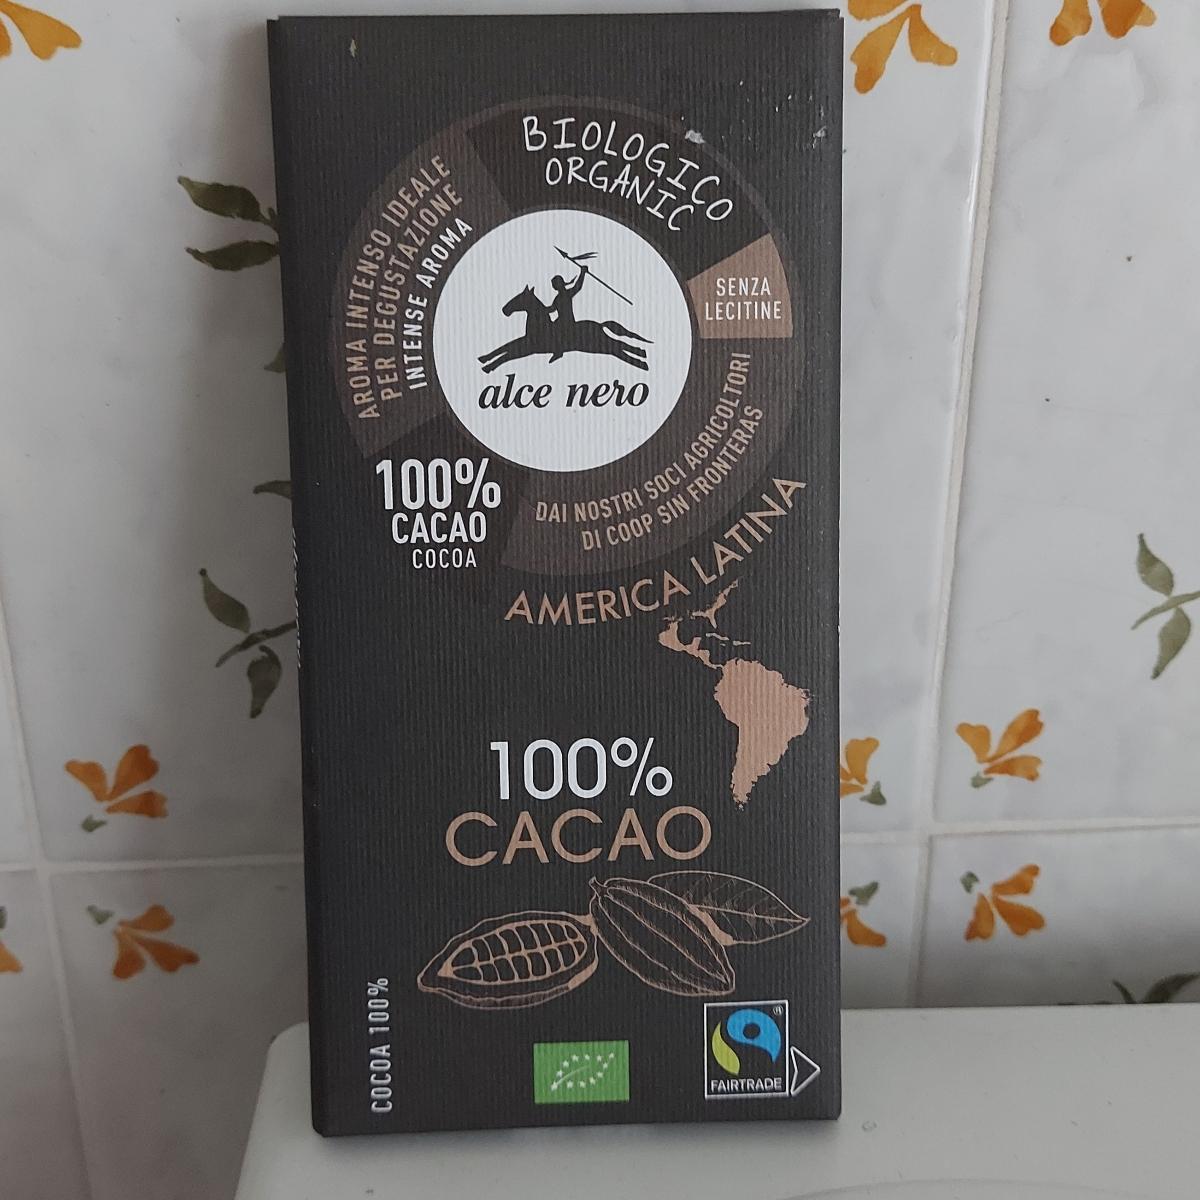 BIOLOGICO
ORGANIC
SENZA
LECITINE
AROMA INTENSO IDEALE
PER DEGUSTAZIONE
INTENSE AROMA
alce nero
100%
CACAO
COCOA
DAI NOSTRI SOCI AGRICOLTORI
DI COOP SIN FRONTERAS
AMERICA LATINA
100%
CACAO
COCOA 100%
FAIRTRADE
®